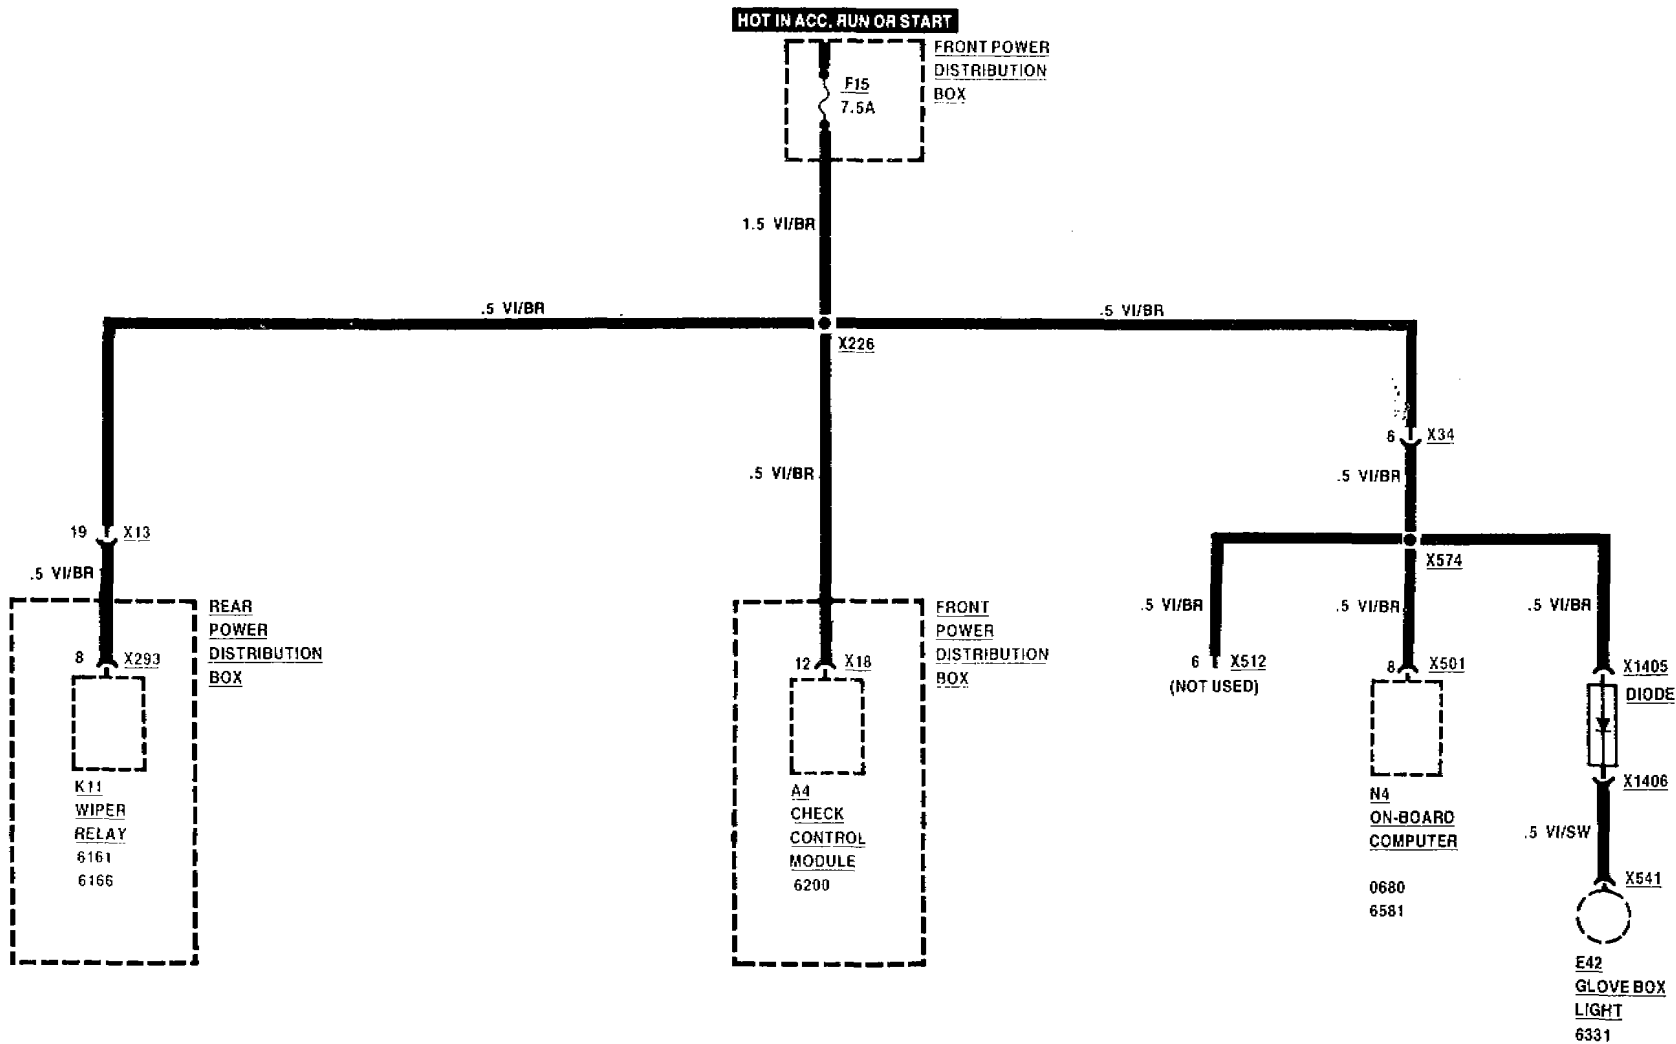 HOT IN ACC, RUN OR START
FRONT POWER
DISTRIBUTION
BOX
F15
7.5A
1.5 VI/BR
.5 VI/BR
.5 VI/BR
X226
6
X34
.5 VI/BR
.5 VI/BR
19
X13
X574
.5 VI/BR
REAR
POWER
DISTRIBUTION
BOX
FRONT
POWER
DISTRIBUTION
BOX
.5 VI/BR
.5 VI/BR
.5 VI/BR
8
X293
12
X18
6
X512
(NOT USED)
8
X501
X1405
DIODE
X1406
K11
WIPER
RELAY
6161
6166
A4
CHECK
CONTROL
MODULE
6200
N4
ON-BOARD
COMPUTER
0680
6581
.5 VI/SW
X541
E42
GLOVE BOX
LIGHT
6331